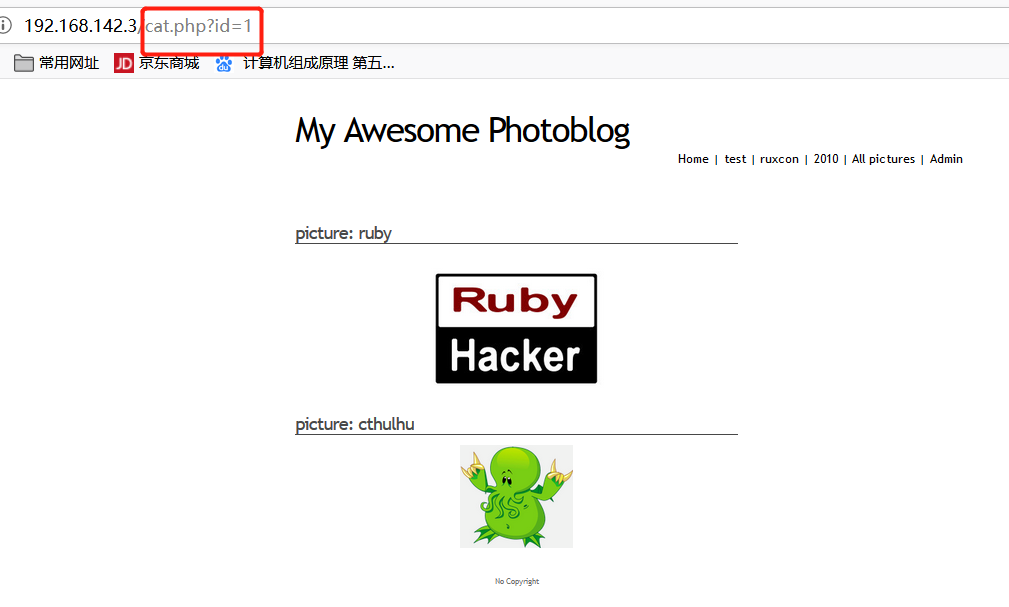 192.168.142.3/cat.php?id=1
常用网址 JD 京东商城 du 计算机组成原理 第五...
My Awesome Photoblog
Home | test | ruxcon | 2010 | All pictures | Admin
picture: ruby
Ruby
Hacker
picture: cthulhu
No Copyright